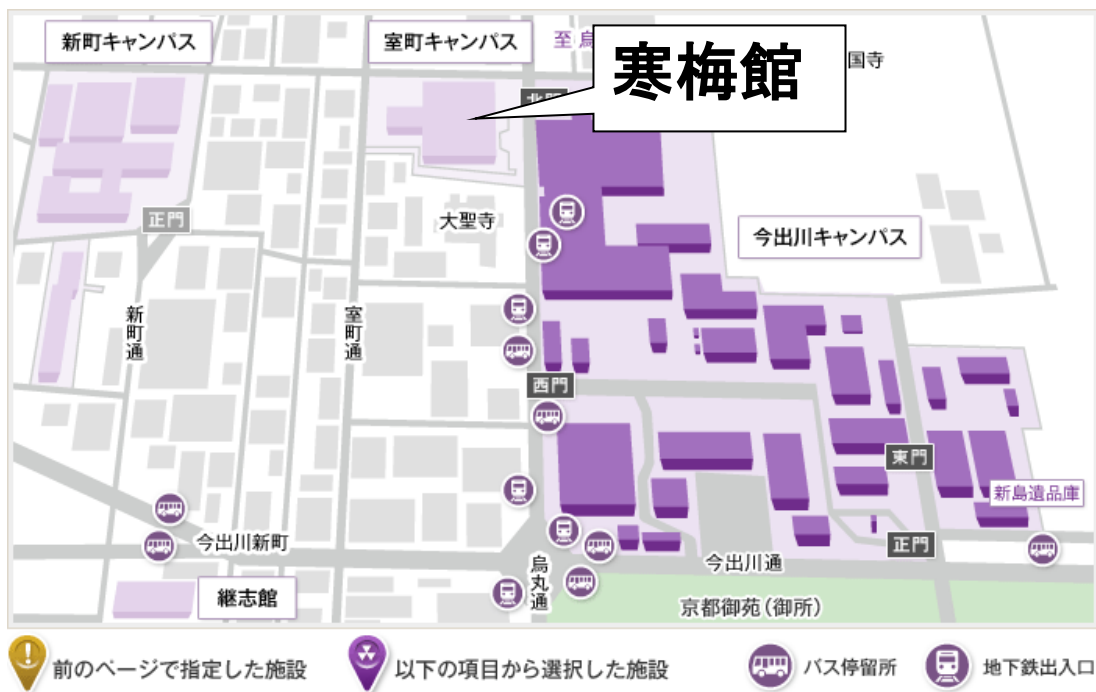 新町キャンパス
室町キャンパス
至 烏
寒梅館
国寺
正門
大聖寺
今出川キャンパス
新町通
室町通
西門
東門
新島遺品庫
今出川新町
正門
烏丸通
今出川通
継志館
京都御苑(御所)
前のページで指定した施設
以下の項目から選択した施設
バス停留所
地下鉄出入口